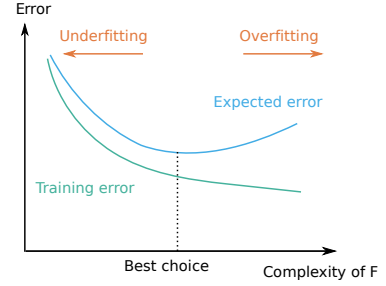 Error
Underfitting
Overfitting
Expected error
Training error
Best choice
Complexity of F